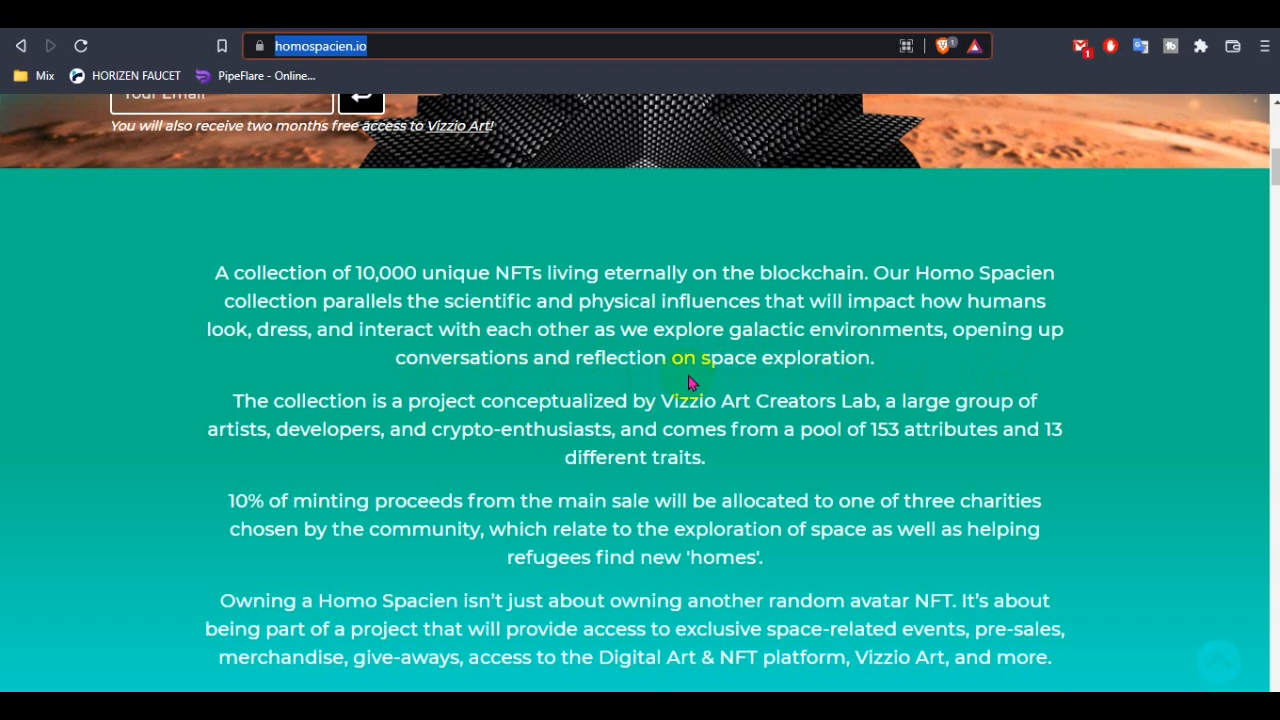 homospacien.io
1
1
Mix
HORIZEN FAUCET
PipeFlare - Online...
Your Email
You will also receive two months free access to Vizzio Art!
A collection of 10,000 unique NFTs living eternally on the blockchain. Our Homo Spacien
collection parallels the scientific and physical influences that will impact how humans
look, dress, and interact with each other as we explore galactic environments, opening up
conversations and reflection on space exploration.
The collection is a project conceptualized by Vizzio Art Creators Lab, a large group of
artists, developers, and crypto-enthusiasts, and comes from a pool of 153 attributes and 13
different traits.
10% of minting proceeds from the main sale will be allocated to one of three charities
chosen by the community, which relate to the exploration of space as well as helping
refugees find new 'homes'.
Owning a Homo Spacien isn’t just about owning another random avatar NFT. It’s about
being part of a project that will provide access to exclusive space-related events, pre-sales,
merchandise, give-aways, access to the Digital Art & NFT platform, Vizzio Art, and more.